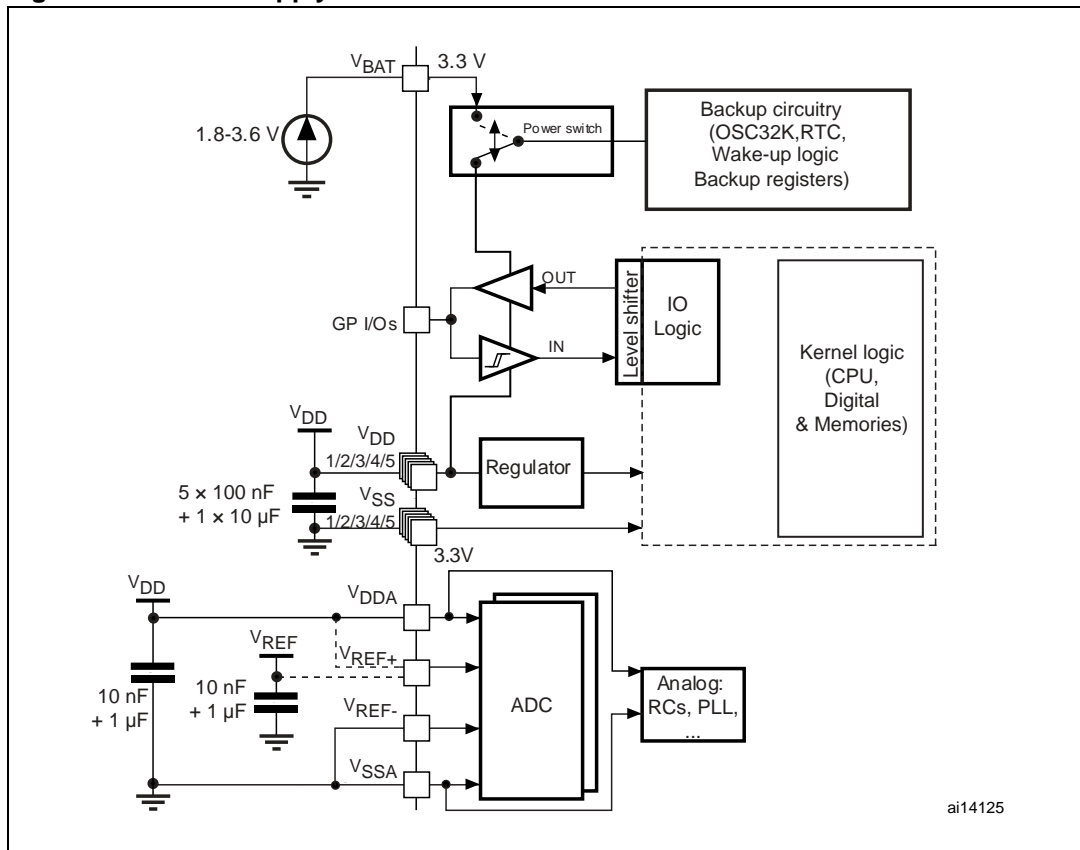 VBAT
3.3 V
1.8-3.6 V
Power switch
Backup circuitry
(OSC32K,RTC,
Wake-up logic
Backup registers)
OUT
GP I/Os
IN
Level shifter
IO
Logic
Kernel logic
(CPU,
Digital
& Memories)
VDD
VDD
1/2/3/4/5
Regulator
5 × 100 nF
+ 1 × 10 µF
VSS
1/2/3/4/5
3.3V
VDD
VDDA
VREF
VREF+
10 nF
+ 1 µF
10 nF
+ 1 µF
VREF-
ADC
Analog:
RCs, PLL,
...
VSSA
ai14125